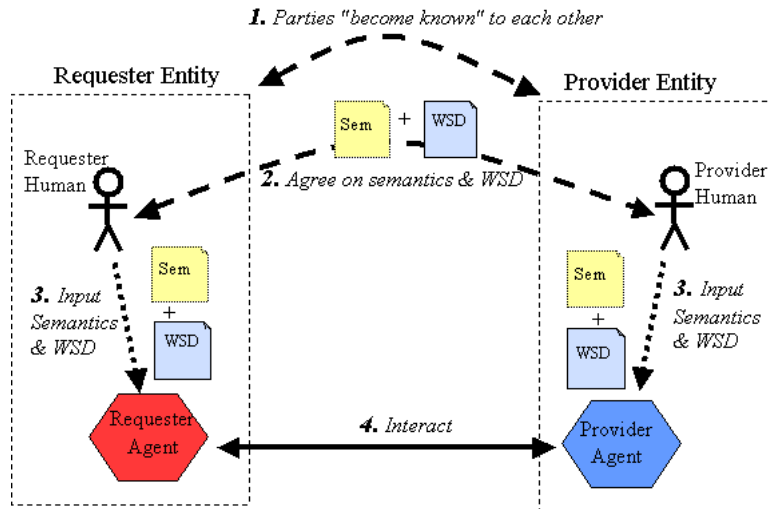 1. Parties "become known" to each other
Requester Entity
Provider Entity
Sem
+
WSD
Requester
Human
Provider
Human
2. Agree on semantics & WSD
Sem
+
WSD
3. Input
Semantics
& WSD
Sem
+
WSD
3. Input
Semantics
& WSD
Requester
Agent
4. Interact
Provider
Agent